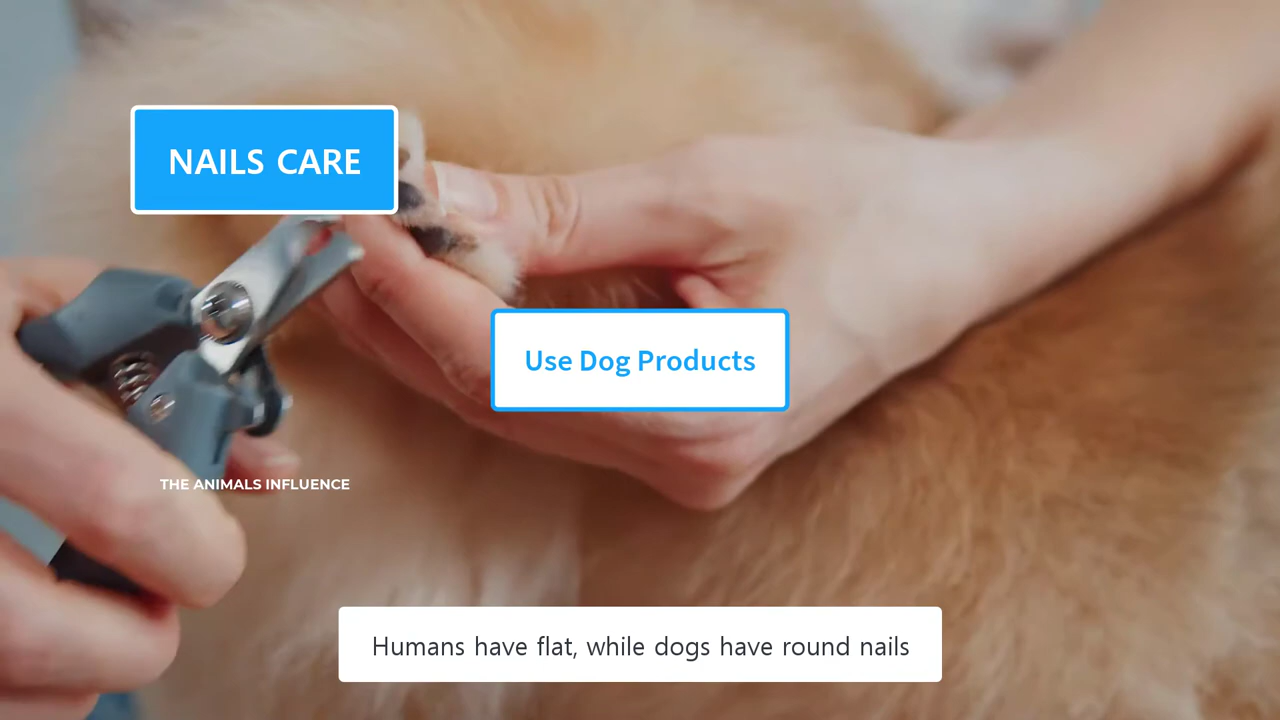 NAILS CARE
Use Dog Products
THE ANIMALS INFLUENCE
Humans have flat, while dogs have round nails